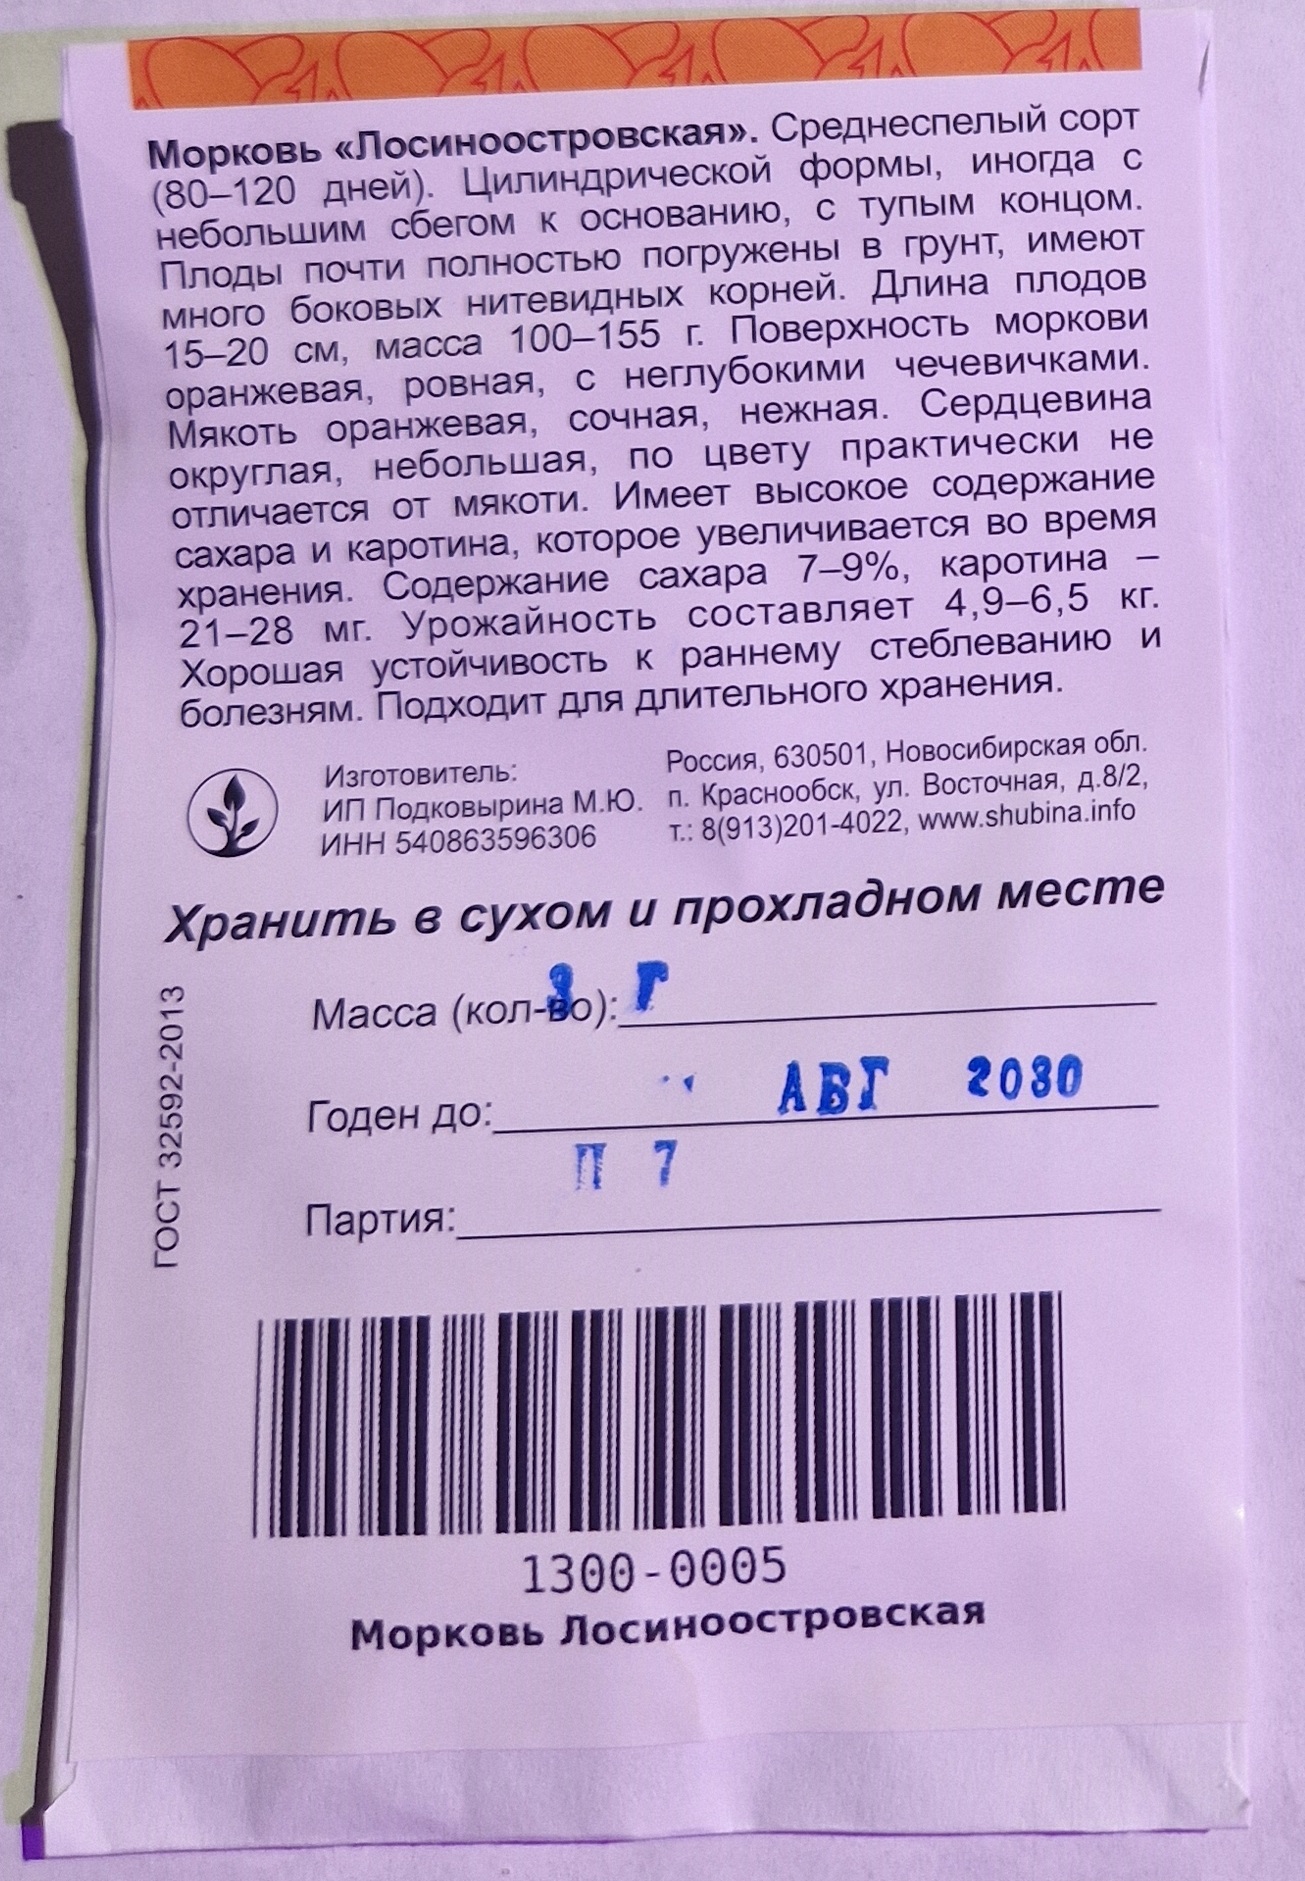 Морковь «Лосиноостровская». Среднеспелый сорт
(80–120 дней). Цилиндрической формы, иногда с
небольшим сбегом к основанию, с тупым концом.
Плоды почти полностью погружены в грунт, имеют
много боковых нитевидных корней. Длина плодов
15–20 см, масса 100–155 г. Поверхность моркови
оранжевая, ровная, с неглубокими чечевичками.
Мякоть оранжевая, сочная, нежная. Сердцевина
округлая, небольшая, по цвету практически не
отличается от мякоти. Имеет высокое содержание
сахара и каротина, которое увеличивается во время
хранения. Содержание сахара 7–9%, каротина –
21–28 мг. Урожайность составляет 4,9–6,5 кг.
Хорошая устойчивость к раннему стеблеванию и
болезням. Подходит для длительного хранения.
Изготовитель:
ИП Подковырина М.Ю.
ИНН 540863596306
Россия, 630501, Новосибирская обл.
п. Краснообск, ул. Восточная, д.8/2,
т.: 8(913)201-4022, www.shubina.info
Хранить в сухом и прохладном месте
ГОСТ 32592-2013
Масса (кол-во): 3 Г
Годен до: АВГ 2030
П 7
Партия:
1300-0005
Морковь Лосиноостровская